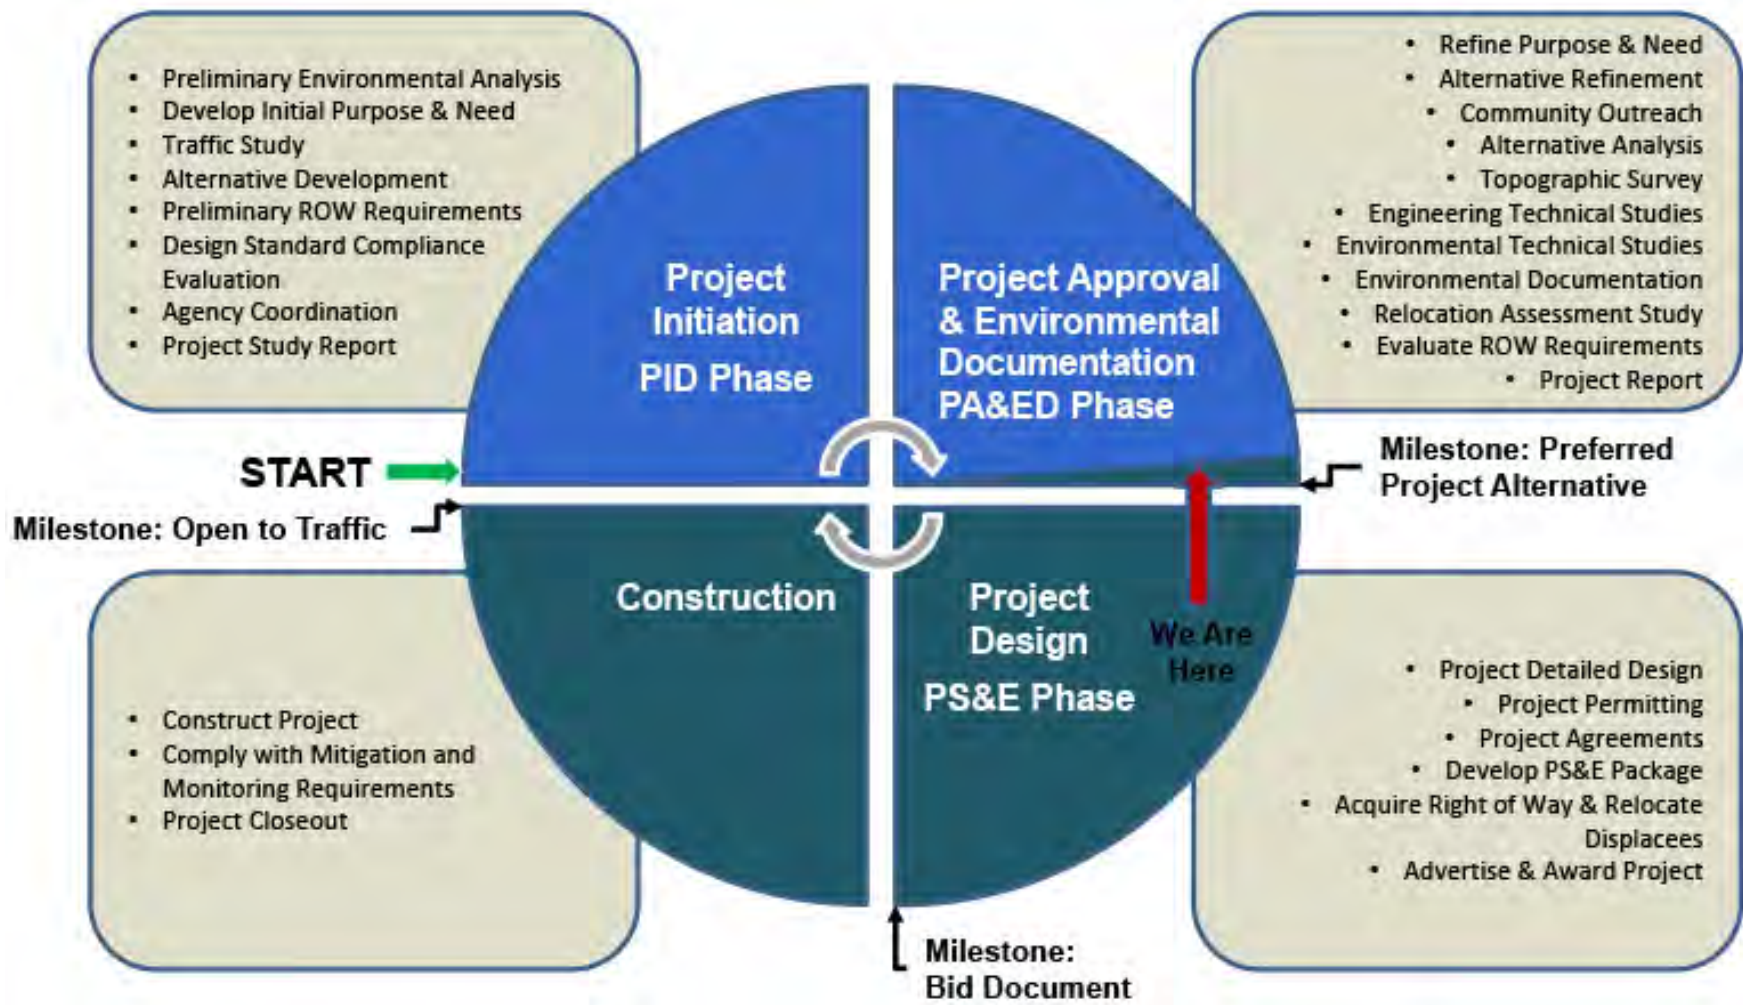 • Preliminary Environmental Analysis
• Develop Initial Purpose & Need
• Traffic Study
• Alternative Development
• Preliminary ROW Requirements
• Design Standard Compliance
Evaluation
• Agency Coordination
• Project Study Report
• Refine Purpose & Need
• Alternative Refinement
• Community Outreach
• Alternative Analysis
• Topographic Survey
• Engineering Technical Studies
• Environmental Technical Studies
• Environmental Documentation
• Relocation Assessment Study
• Evaluate ROW Requirements
• Project Report
Project
Initiation
PID Phase
Project Approval
& Environmental
Documentation
PA&ED Phase
START
Milestone: Open to Traffic
Milestone: Preferred
Project Alternative
Construction
Project
Design
PS&E Phase
We Are
Here
• Construct Project
• Comply with Mitigation and
Monitoring Requirements
• Project Closeout
• Project Detailed Design
• Project Permitting
• Project Agreements
• Develop PS&E Package
• Acquire Right of Way & Relocate
Displacees
• Advertise & Award Project
Milestone:
Bid Document